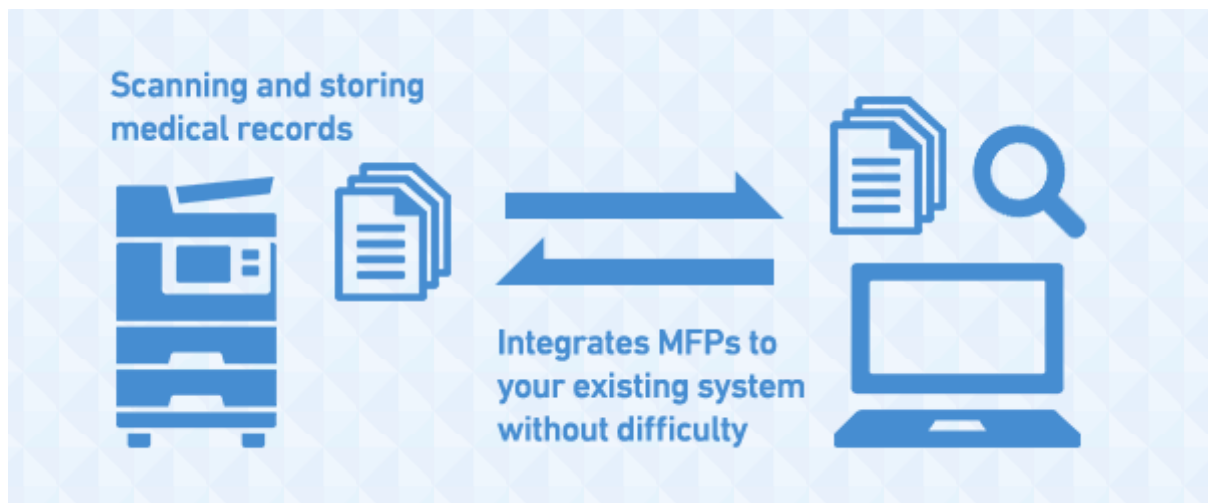 Scanning and storing
medical records
Integrates MFPs to
your existing system
without difficulty